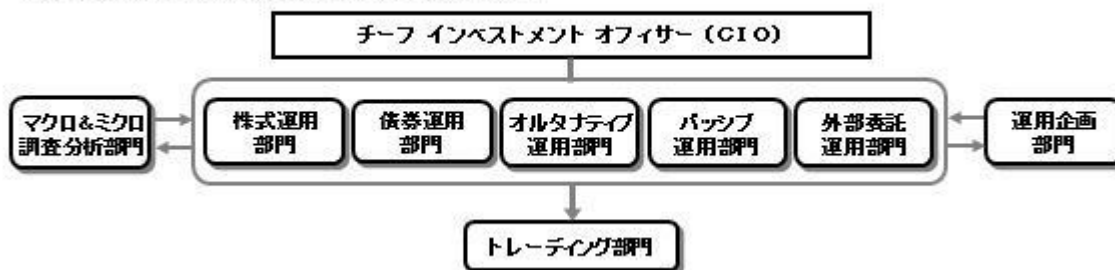 チーフ インベストメント オフィサー（CIO）
マクロ&ミクロ
調査分析部門
株式運用
部門
債券運用
部門
オルタナティブ
運用部門
パッシブ
運用部門
外部委託
運用部門
運用企画
部門
トレーディング部門